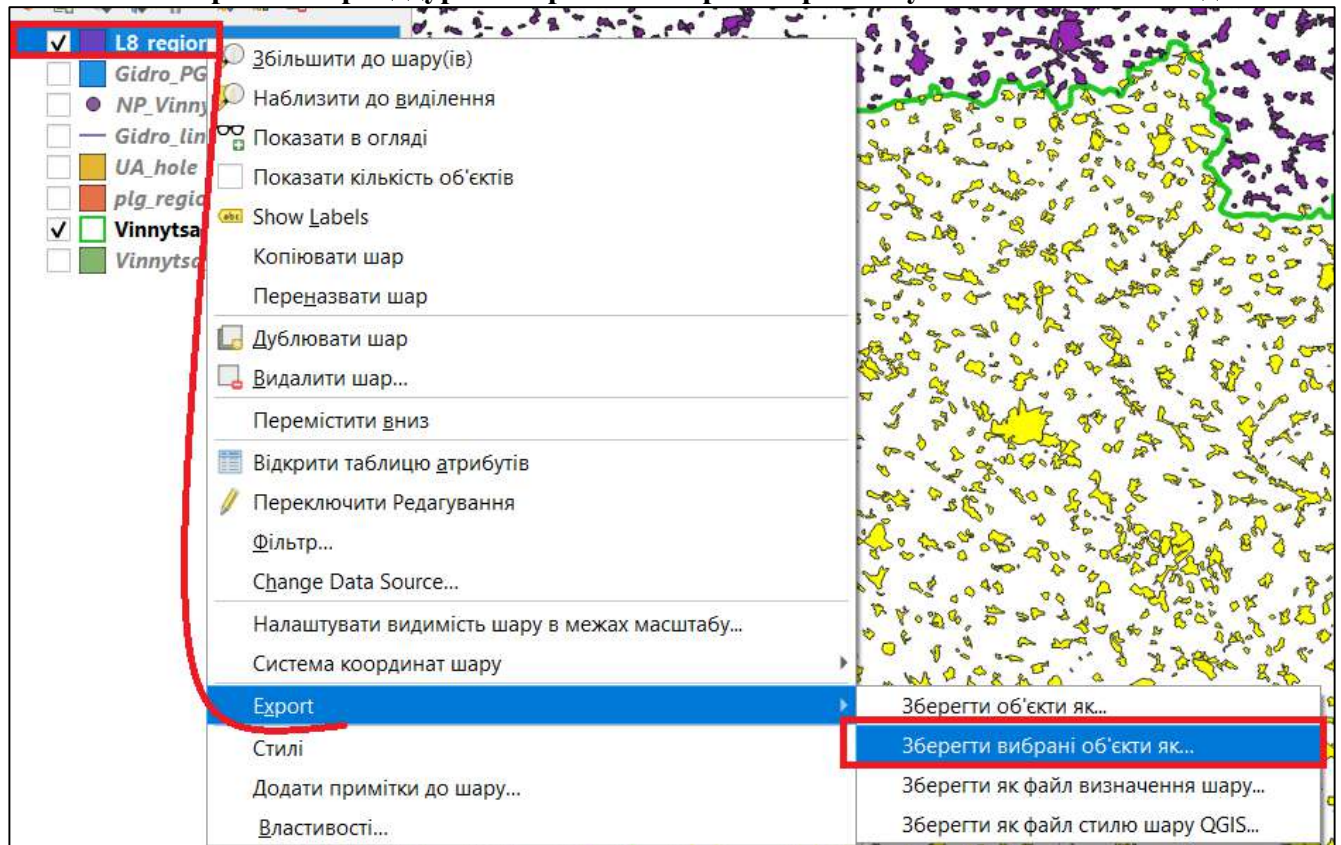 L8_region
Gidro_PG
NP_Vinny
Gidro_lin
UA_hole
plg_regio
Vinnytsa
Vinnytsa
Збільшити до шару(ів)
Наблизити до виділення
Показати в огляді
Показати кількість об'єктів
abc Show Labels
Копіювати шар
Переназвати шар
Дублювати шар
Видалити шар...
Перемістити вниз
Відкрити таблицю атрибутів
Переключити Редагування
Фільтр...
Change Data Source...
Налаштувати видимість шару в межах масштабу...
Система координат шару
Export
Стилі
Додати примітки до шару...
Властивості...
Зберегти об'єкти як...
Зберегти вибрані об'єкти як...
Зберегти як файл визначення шару...
Зберегти як файл стилю шару QGIS...